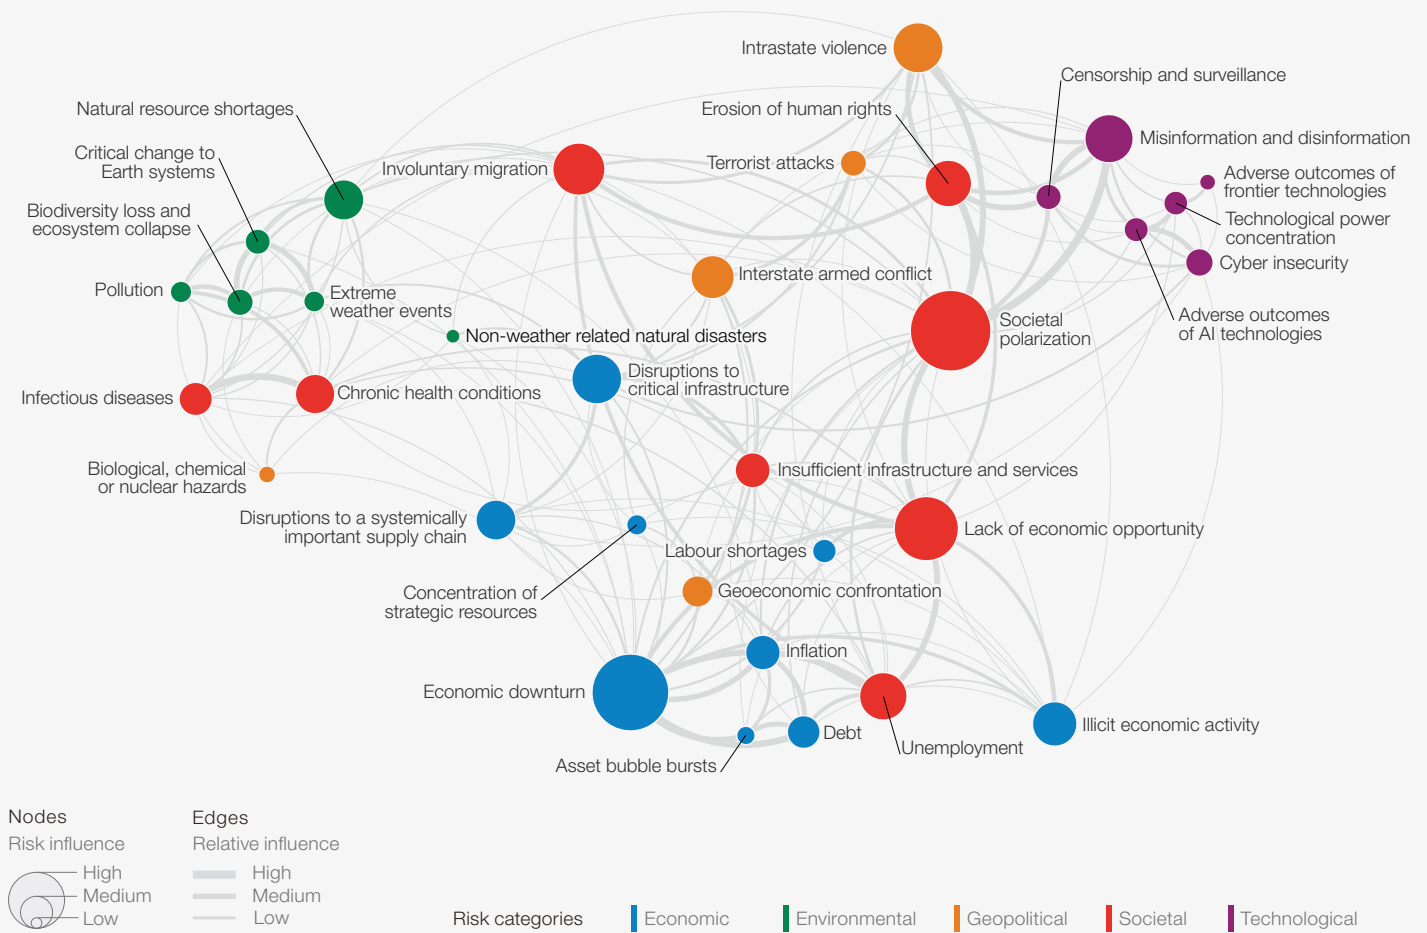 Intrastate violence
Censorship and surveillance
Natural resource shortages
Erosion of human rights
Misinformation and disinformation
Critical change to
Earth systems
Involuntary migration
Terrorist attacks
Adverse outcomes of
frontier technologies
Biodiversity loss and
ecosystem collapse
Technological power
concentration
Interstate armed conflict
Cyber insecurity
Pollution
Extreme
weather events
Adverse outcomes
of AI technologies
Societal
polarization
Non-weather related natural disasters
Disruptions to
critical infrastructure
Infectious diseases
Chronic health conditions
Biological, chemical
or nuclear hazards
Insufficient infrastructure and services
Disruptions to a systemically
important supply chain
Lack of economic opportunity
Labour shortages
Concentration of
strategic resources
Geoeconomic confrontation
Inflation
Economic downturn
Illicit economic activity
Debt
Unemployment
Asset bubble bursts
Nodes
Risk influence
High
Medium
Low
Edges
Relative influence
High
Medium
Low
Risk categories
Economic
Environmental
Geopolitical
Societal
Technological